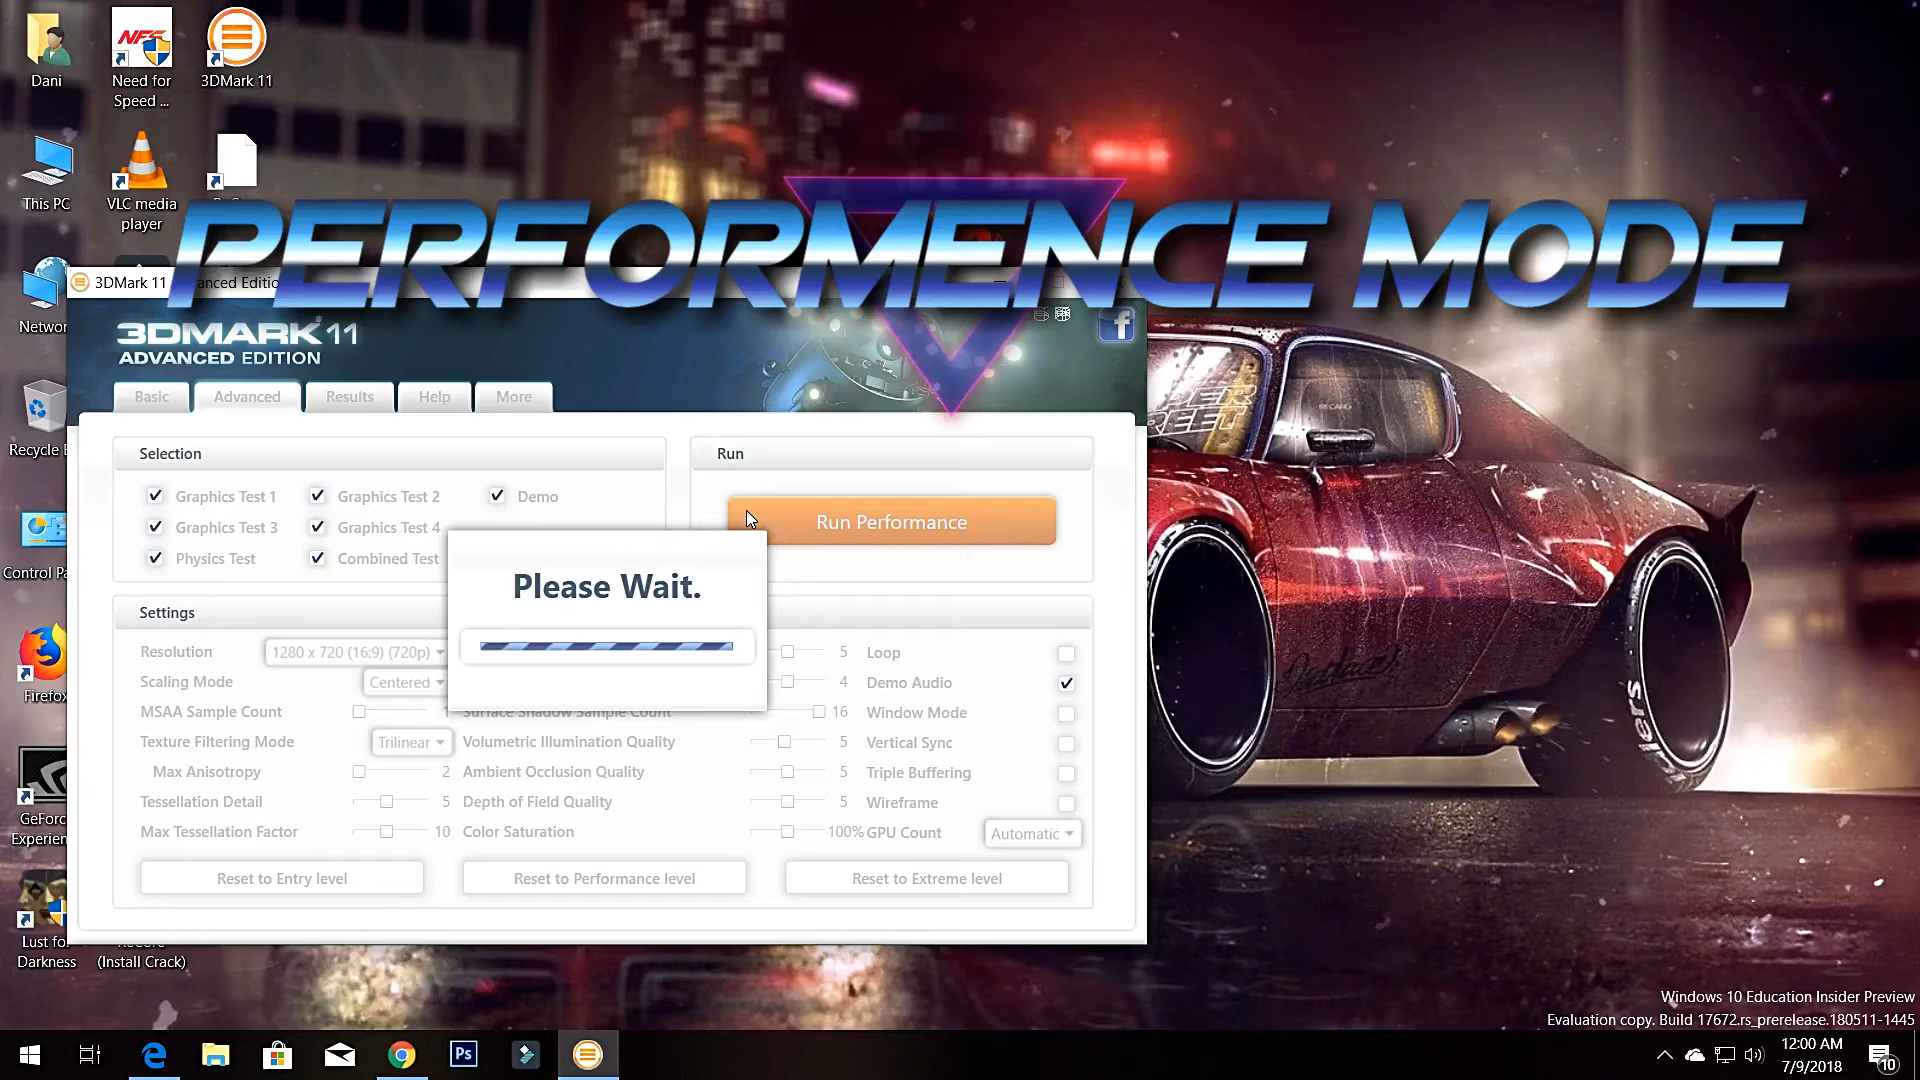 Dani
NFS
Need for
Speed ...
3DMark 11
This PC
VLC media
player
PERFORMENCE MODE
3DMark 11
anced Editio
3DMARK 11
ADVANCED EDITION
f
Basic
Advanced
Results
Help
More
Networ
Recycle
Control Pa
Firefox
GeForc
Experien
Lust fo
Darkness
(Install Crack)
Selection
Graphics Test 1
Graphics Test 2
Demo
Graphics Test 3
Graphics Test 4
Physics Test
Combined Test
Run
Run Performance
Please Wait.
Settings
Resolution
1280 x 720 (16:9) (720p)
5
Loop
Scaling Mode
Centered
4
Demo Audio
MSAA Sample Count
1
Surface Shadow Sample Count
16
Window Mode
Texture Filtering Mode
Trilinear
Volumetric Illumination Quality
5
Vertical Sync
Max Anisotropy
2
Ambient Occlusion Quality
5
Triple Buffering
Tessellation Detail
5
Depth of Field Quality
5
Wireframe
Max Tessellation Factor
10
Color Saturation
100%
GPU Count
Automatic
Reset to Entry level
Reset to Performance level
Reset to Extreme level
Windows 10 Education Insider Preview
Evaluation copy. Build 17672.rs_prerelease.180511-1445
Ps
12:00 AM
7/9/2018
10